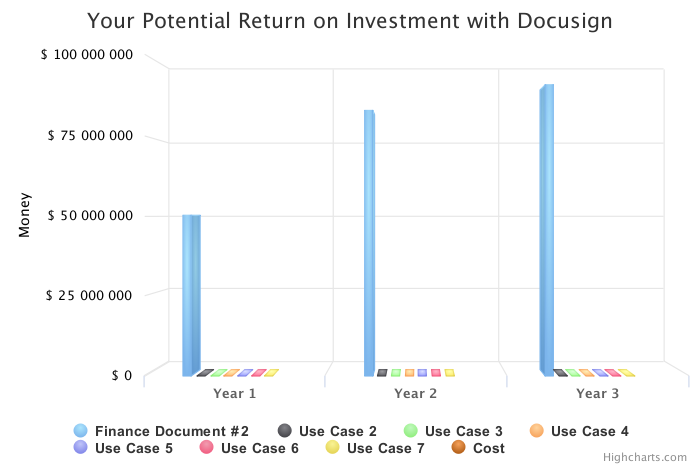 Your Potential Return on Investment with Docusign
$ 100 000 000
$ 75 000 000
$ 50 000 000
$ 25 000 000
$ 0
Money
Year 1
Year 2
Year 3
Finance Document #2
Use Case 2
Use Case 3
Use Case 4
Use Case 5
Use Case 6
Use Case 7
Cost
Highcharts.com